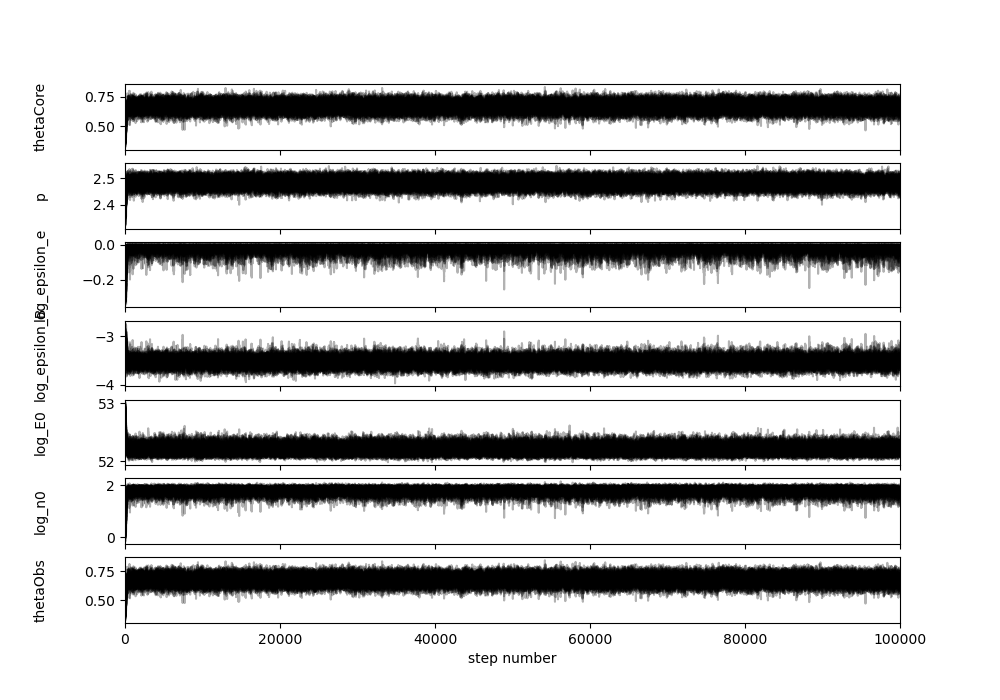 thetaCore
0.75
0.50
p
2.5
2.4
log_epsilon_e
0.0
−0.2
log_epsilon_B
−3
−4
log_E0
53
52
log_n0
2
0
thetaObs
0.75
0.50
0 20000 40000 60000 80000 100000
step number